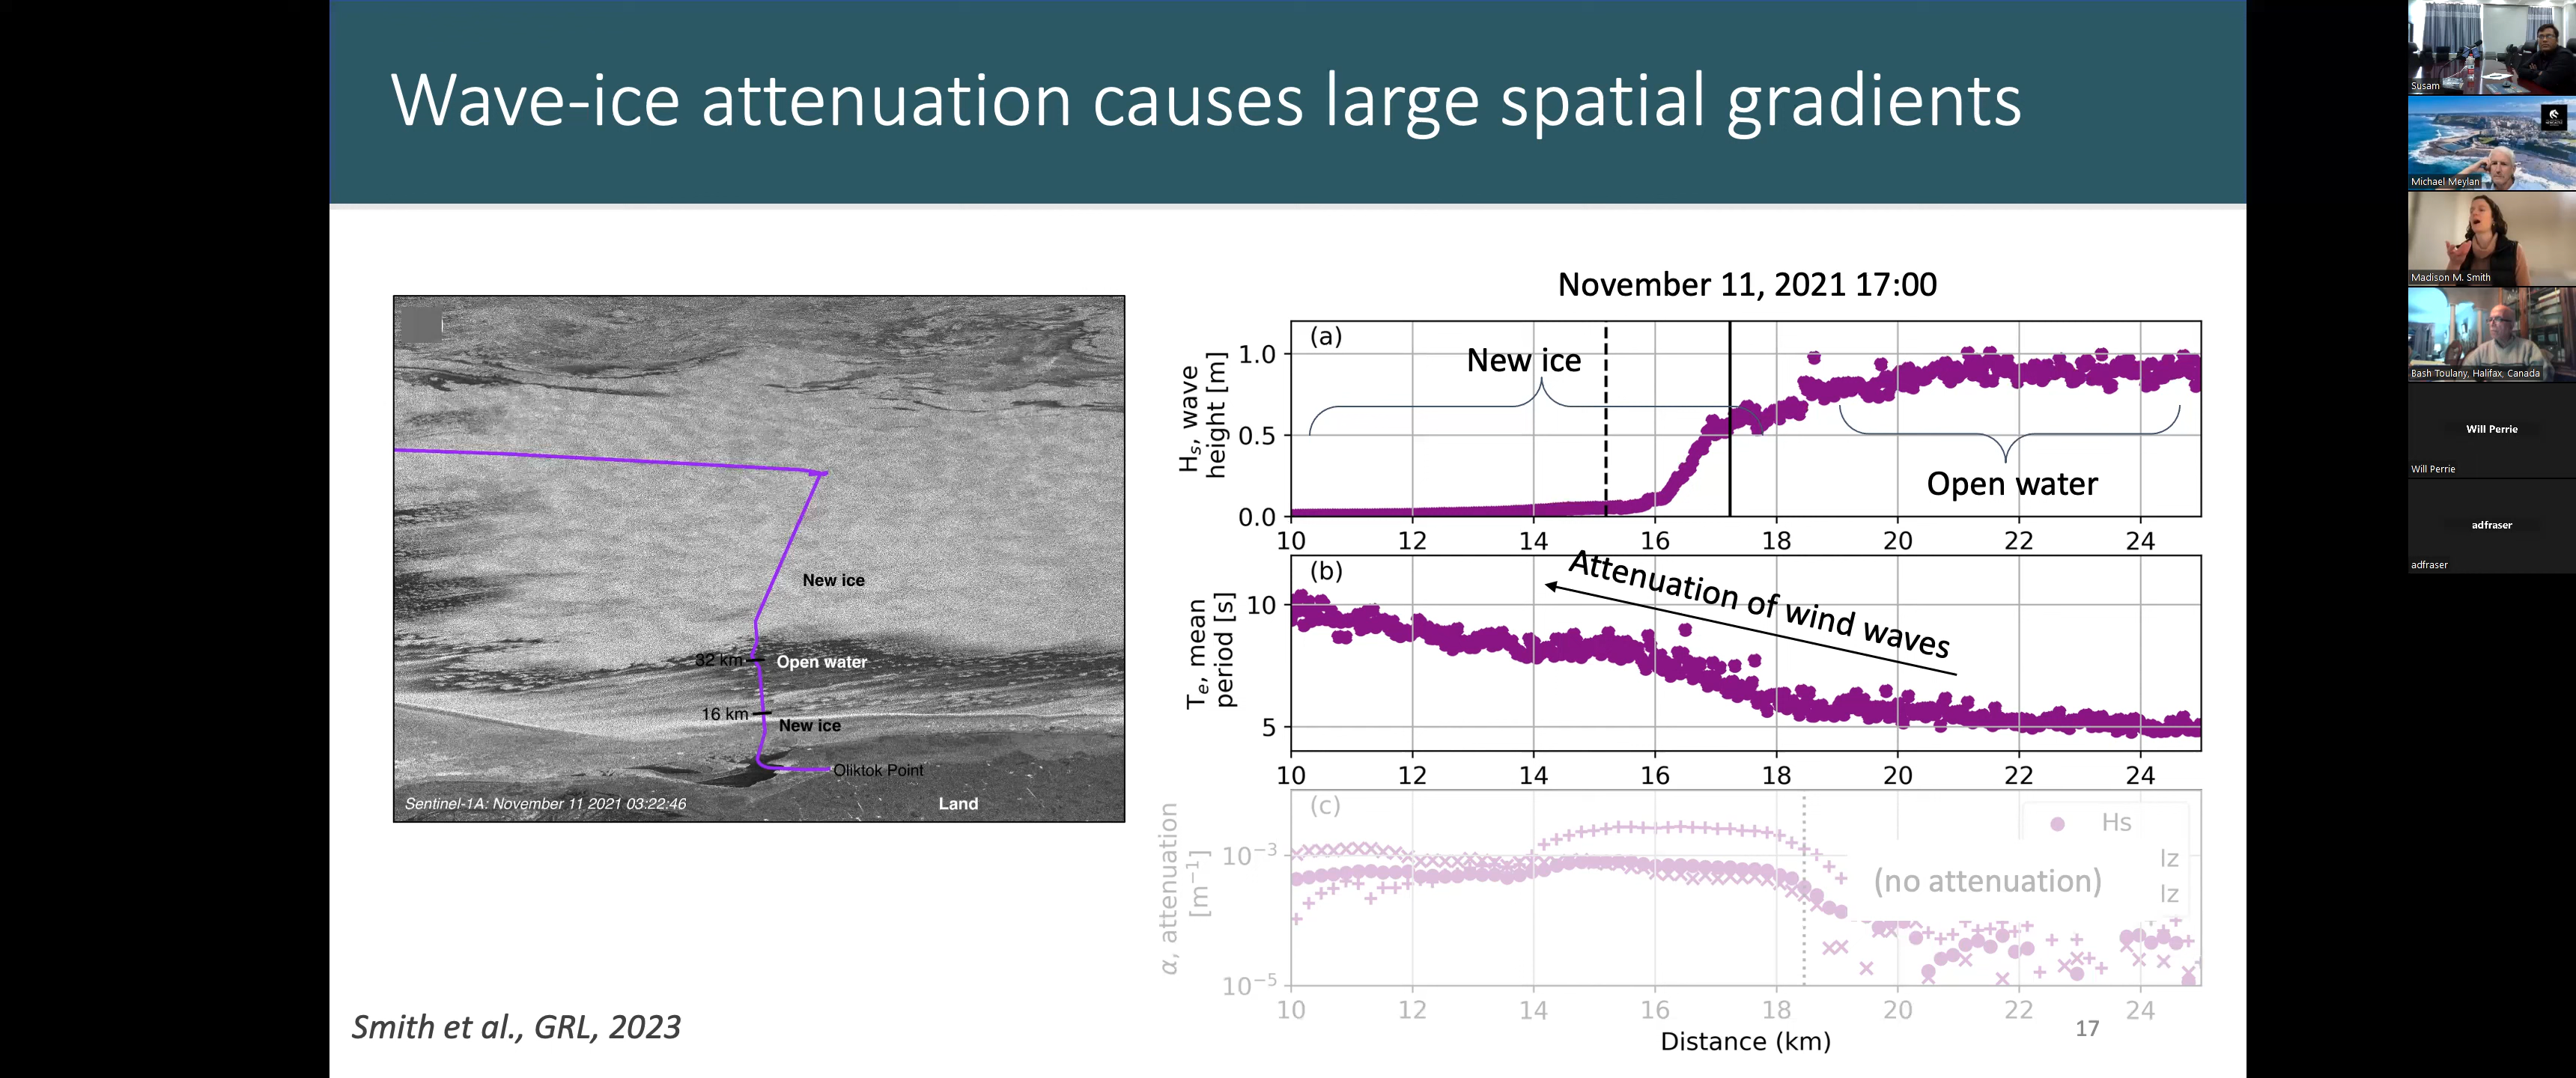 Wave-ice attenuation causes large spatial gradients
New ice
32 km
Open water
16 km
New ice
Oliktok Point
Sentinel-1A: November 11 2021 03:22:46
Land
Smith et al., GRL, 2023
November 11, 2021 17:00
(a)
New ice
Open water
Hs, wave
height [m]
1.0
0.5
0.0
10 12 14 16 18 20 22 24
(b)
Attenuation of wind waves
Te, mean
period [s]
10
5
10 12 14 16 18 20 22 24
(c)
Hs
Iz
Iz
(no attenuation)
α, attenuation
[m−1]
10−3
10−5
10 12 14 16 18 20 22 24
Distance (km)
17
Susam
Michael Meylan
Madison M. Smith
Bash Toulany, Halifax, Canada
Will Perrie
Will Perrie
adfraser
adfraser